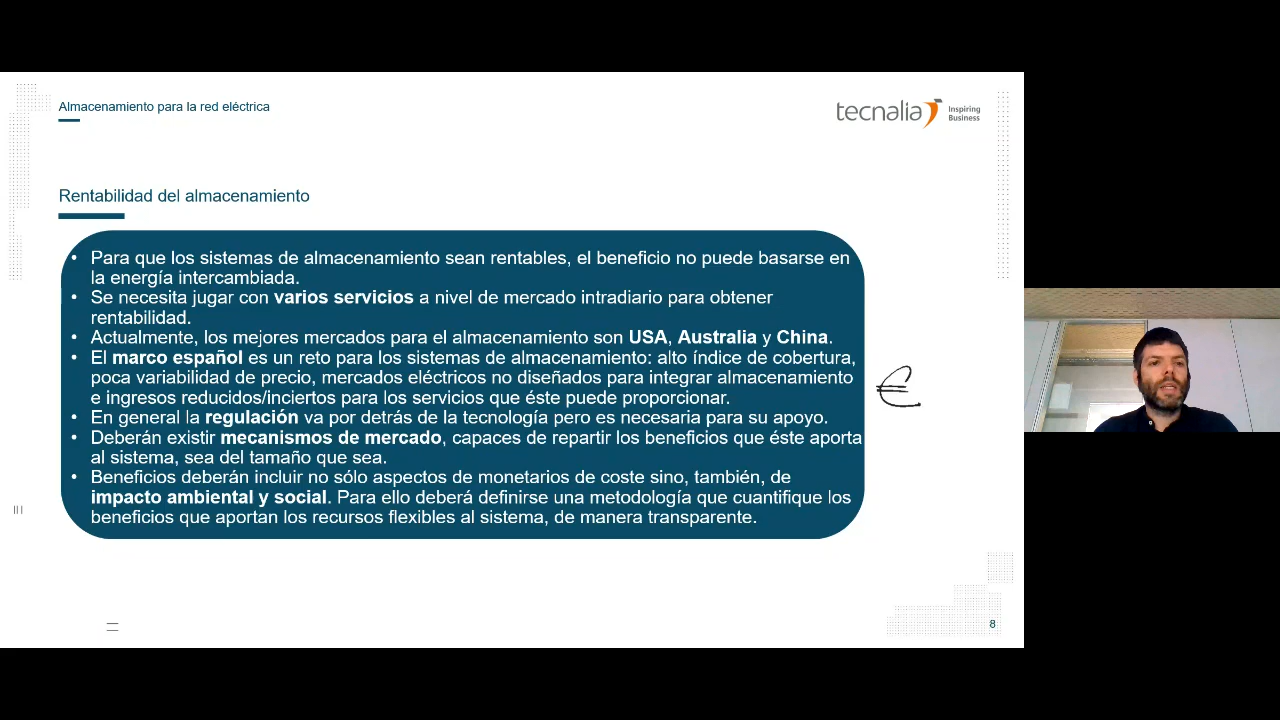 Almacenamiento para la red eléctrica
tecnalia Inspiring
Business
Rentabilidad del almacenamiento
• Para que los sistemas de almacenamiento sean rentables, el beneficio no puede basarse en
la energía intercambiada.
• Se necesita jugar con varios servicios a nivel de mercado intradiario para obtener
rentabilidad.
• Actualmente, los mejores mercados para el almacenamiento son USA, Australia y China.
• El marco español es un reto para los sistemas de almacenamiento: alto índice de cobertura,
poca variabilidad de precio, mercados eléctricos no diseñados para integrar almacenamiento
e ingresos reducidos/inciertos para los servicios que éste puede proporcionar.
• En general la regulación va por detrás de la tecnología pero es necesaria para su apoyo.
• Deberán existir mecanismos de mercado, capaces de repartir los beneficios que éste aporta
al sistema, sea del tamaño que sea.
• Beneficios deberán incluir no sólo aspectos de monetarios de coste sino, también, de
impacto ambiental y social. Para ello deberá definirse una metodología que cuantifique los
beneficios que aportan los recursos flexibles al sistema, de manera transparente.
€
8